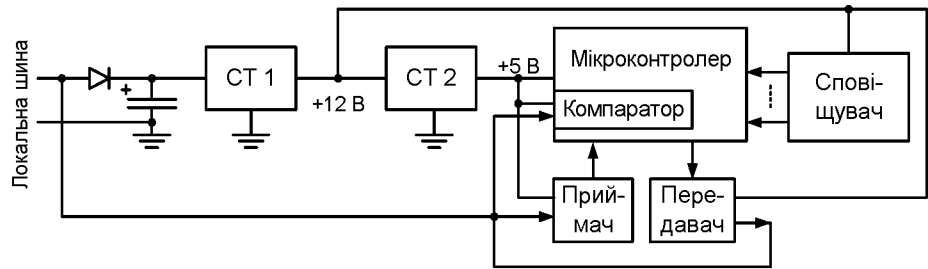 Локальна шина
+
СТ 1
+12 В
СТ 2
+5 В
Мікроконтролер
Компаратор
Спові-
щувач
Прий-
мач
Пере-
давач